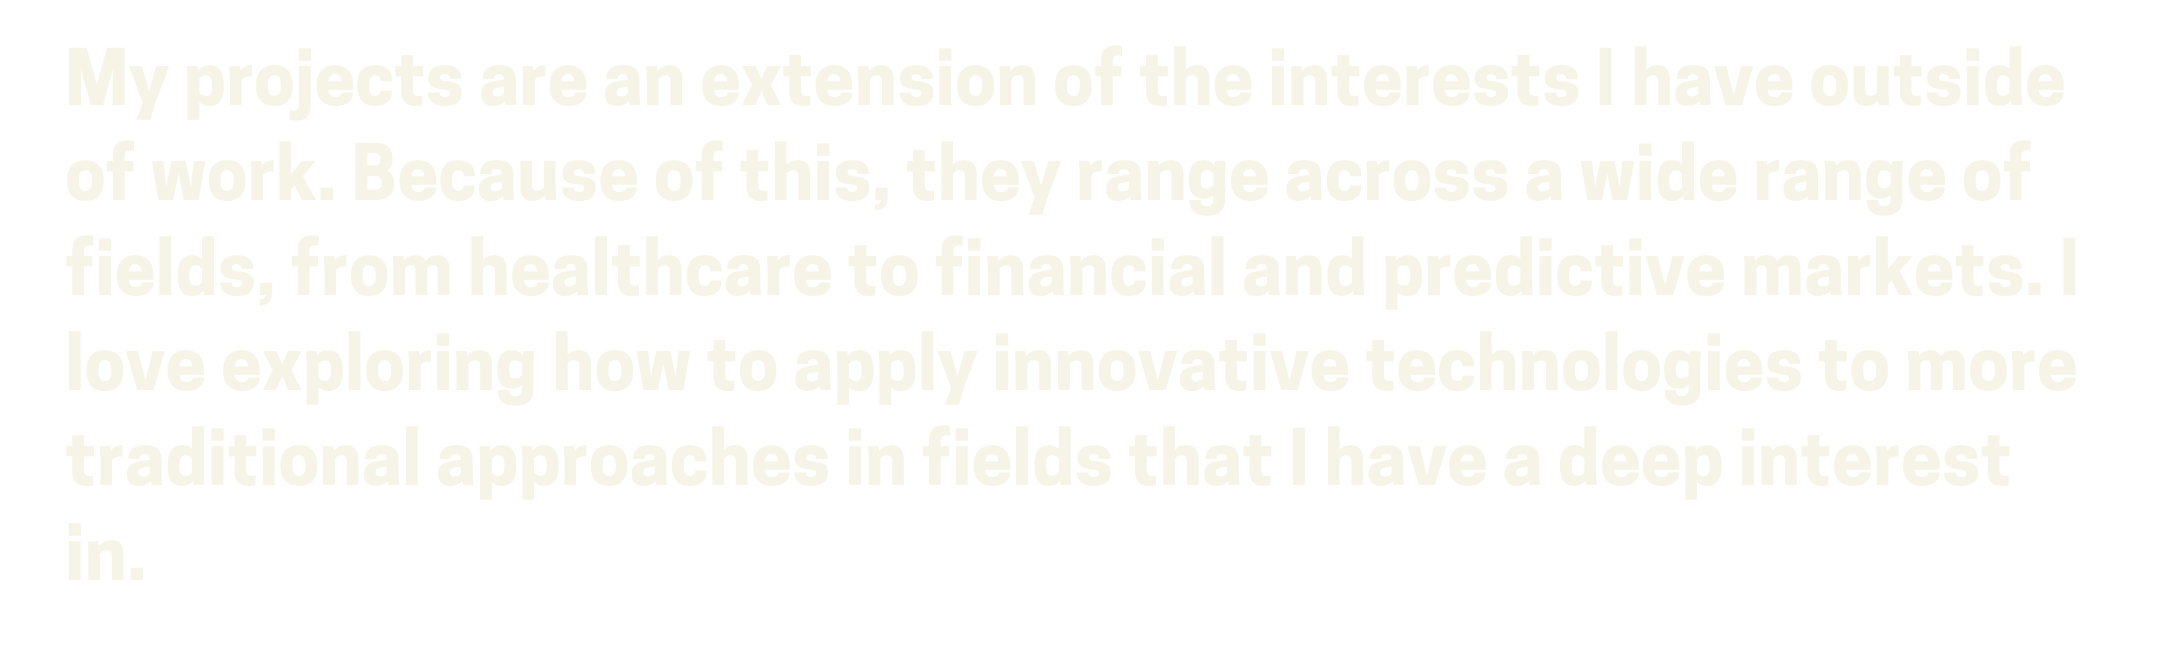 My projects are an extension of the interests I have outside
of work. Because of this, they range across a wide range of
fields, from healthcare to financial and predictive markets. I
love exploring how to apply innovative technologies to more
traditional approaches in fields that I have a deep interest
in.